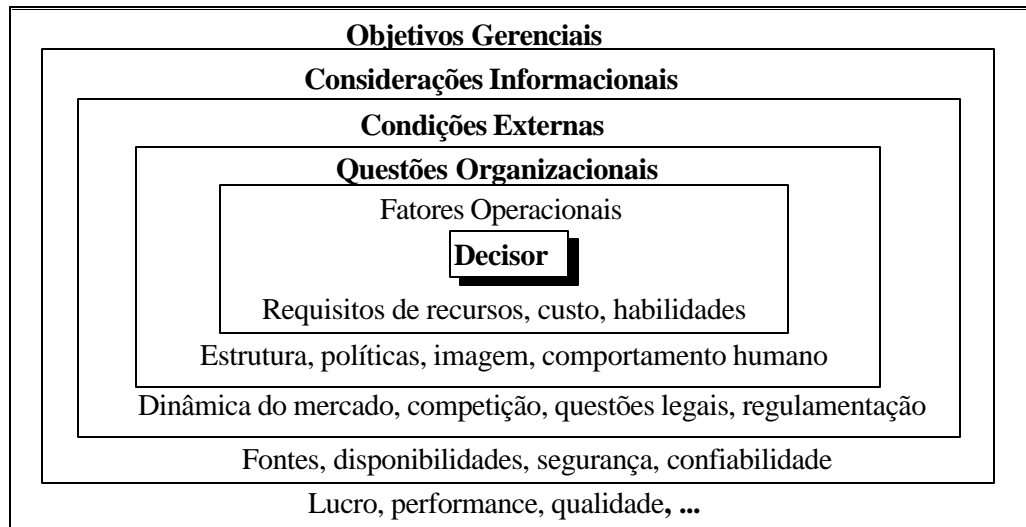 Objetivos Gerenciais
Considerações Informacionais
Condições Externas
Questões Organizacionais
Fatores Operacionais
Decisor
Requisitos de recursos, custo, habilidades
Estrutura, políticas, imagem, comportamento humano
Dinâmica do mercado, competição, questões legais, regulamentação
Fontes, disponibilidades, segurança, confiabilidade
Lucro, performance, qualidade, ...